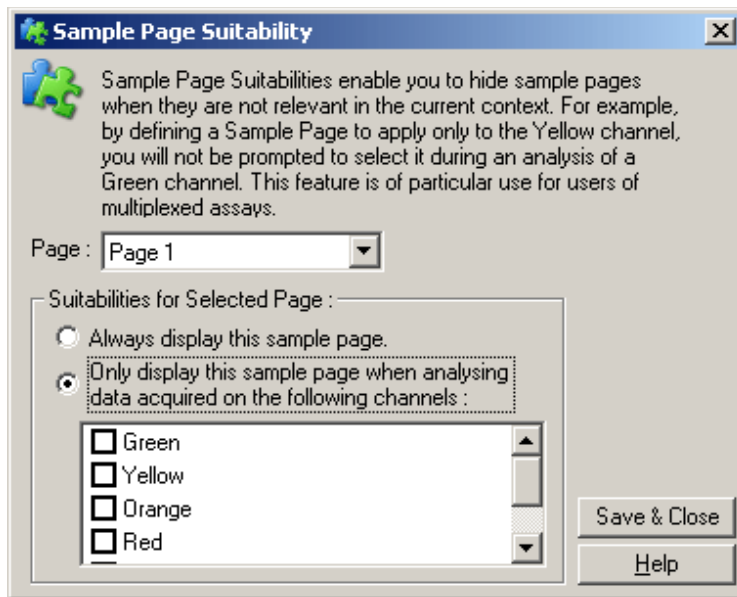 Sample Page Suitability
Sample Page Suitabilities enable you to hide sample pages
when they are not relevant in the current context. For example,
by defining a Sample Page to apply only to the Yellow channel,
you will not be prompted to select it during an analysis of a
Green channel. This feature is of particular use for users of
multiplexed assays.
Page : Page 1
Suitabilities for Selected Page :
Always display this sample page.
Only display this sample page when analysing
data acquired on the following channels :
Green
Yellow
Orange
Red
Save & Close
Help